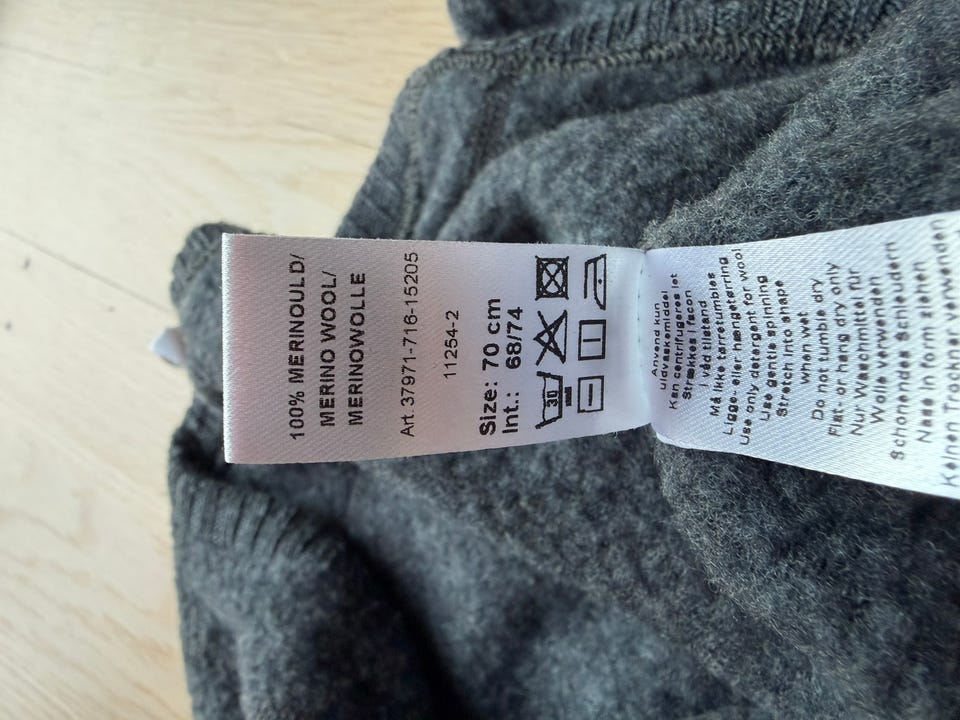 100% MERINOULD/
MERINO WOOL/
MERINOWOLLE
Art. 37971-716-15205
11254-2
Size: 70 cm
Int.: 68/74
30
Anvend kun
uldvaskemiddel
Kan centrifugeres let
Strækkes i facon
i våd tilstand
Må ikke tørretumbles
Ligge- eller hængetørring
Use only detergent for wool
Use gentle spinning
Stretch into shape
when wet
Do not tumble dry
Flat- or hang dry only
Nur Waschmittel für
Wolle verwenden
Schonendes schleudern
Nass in form ziehen
Keinen Trockner verwenden